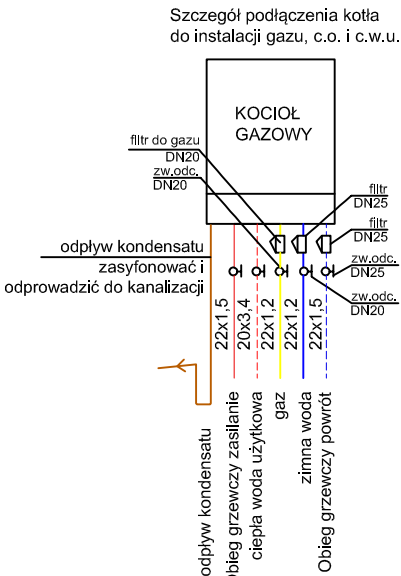 Szczegół podłączenia kotła
do instalacji gazu, c.o. i c.w.u.
KOCIOŁ
GAZOWY
filtr do gazu
DN20
zw.odc.
DN20
filtr
DN25
filtr
DN25
zw.odc.
DN25
zw.odc.
DN20
odpływ kondensatu
zasyfonować i
odprowadzić do kanalizacji
22x1,5
20x3,4
22x1,2
22x1,2
22x1,5
odpływ kondensatu
Obieg grzewczy zasilanie
ciepła woda użytkowa
gaz
zimna woda
Obieg grzewczy powrót